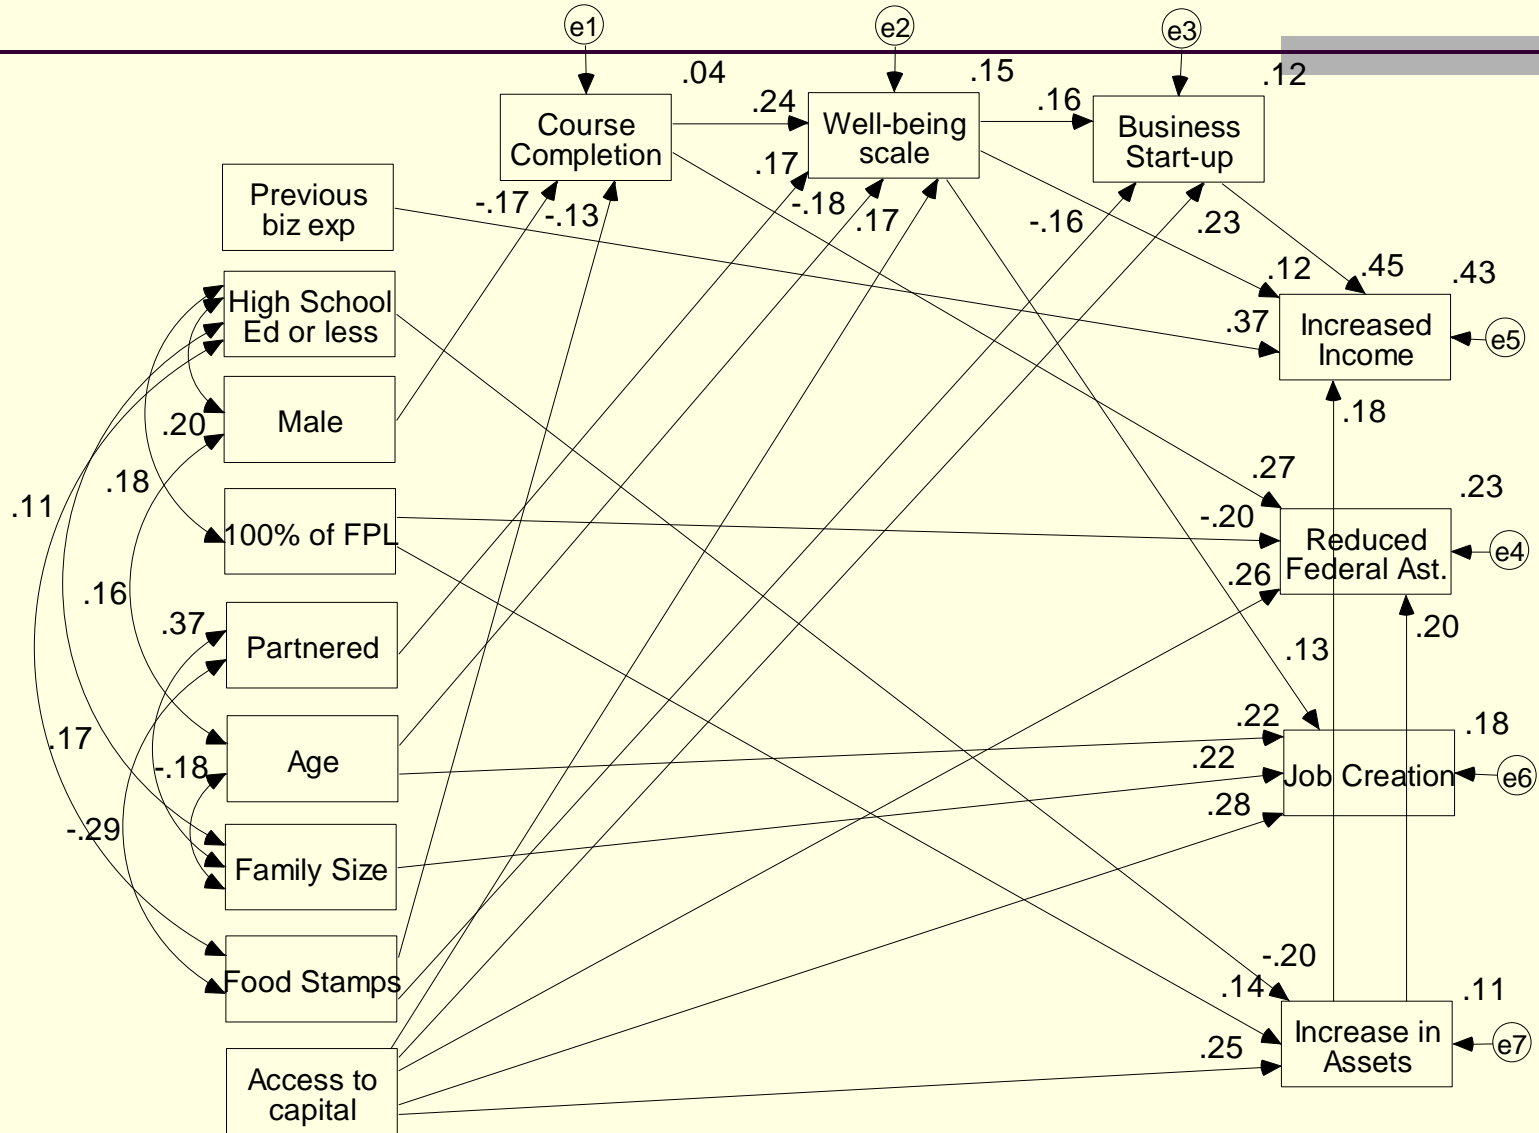 e1
e2
e3
.04
.15
.12
.24
.16
Course
Completion
Well-being
scale
Business
Start-up
.17
Previous
biz exp
-.17
-.13
-.18
.17
-.16
.23
.12
.45
.43
High School
Ed or less
.37
Increased
Income
e5
.20
Male
.18
.27
.18
.11
.23
-.20
100% of FPL
Reduced
Federal Ast.
e4
.26
.16
.37
.20
Partnered
.13
.22
.18
.17
-.18
Age
.22
Job Creation
e6
.28
-.29
Family Size
-.20
Food Stamps
.14
.11
Increase in
Assets
e7
.25
Access to
capital